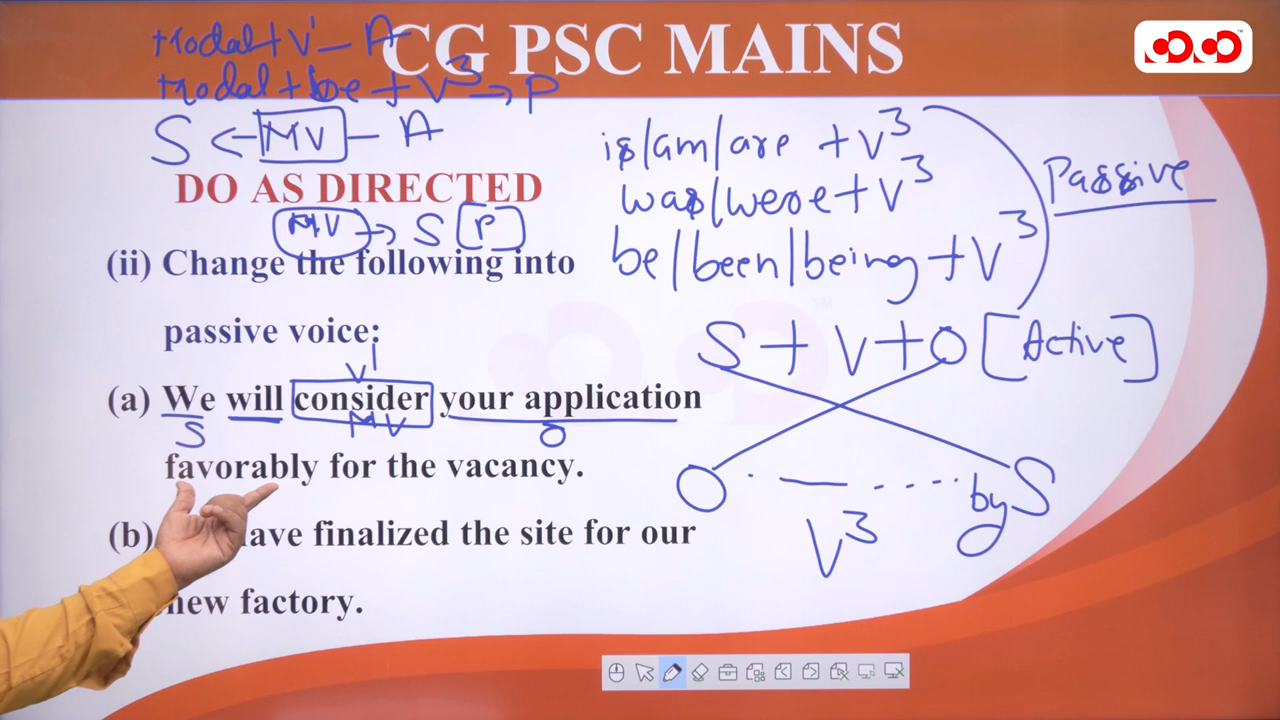 Modal + V¹ – A
CG PSC MAINS
Modal + be + V³ → P
S ← MV – A
is/am/are + V³
was/were + V³
be/been/being + V³
Passive
DO AS DIRECTED
MV → S [P]
(ii) Change the following into
passive voice:
S + V + O [Active]
V¹
(a) We will consider your application
S MV O
favorably for the vacancy.
O V³ by S
(b) have finalized the site for our
new factory.